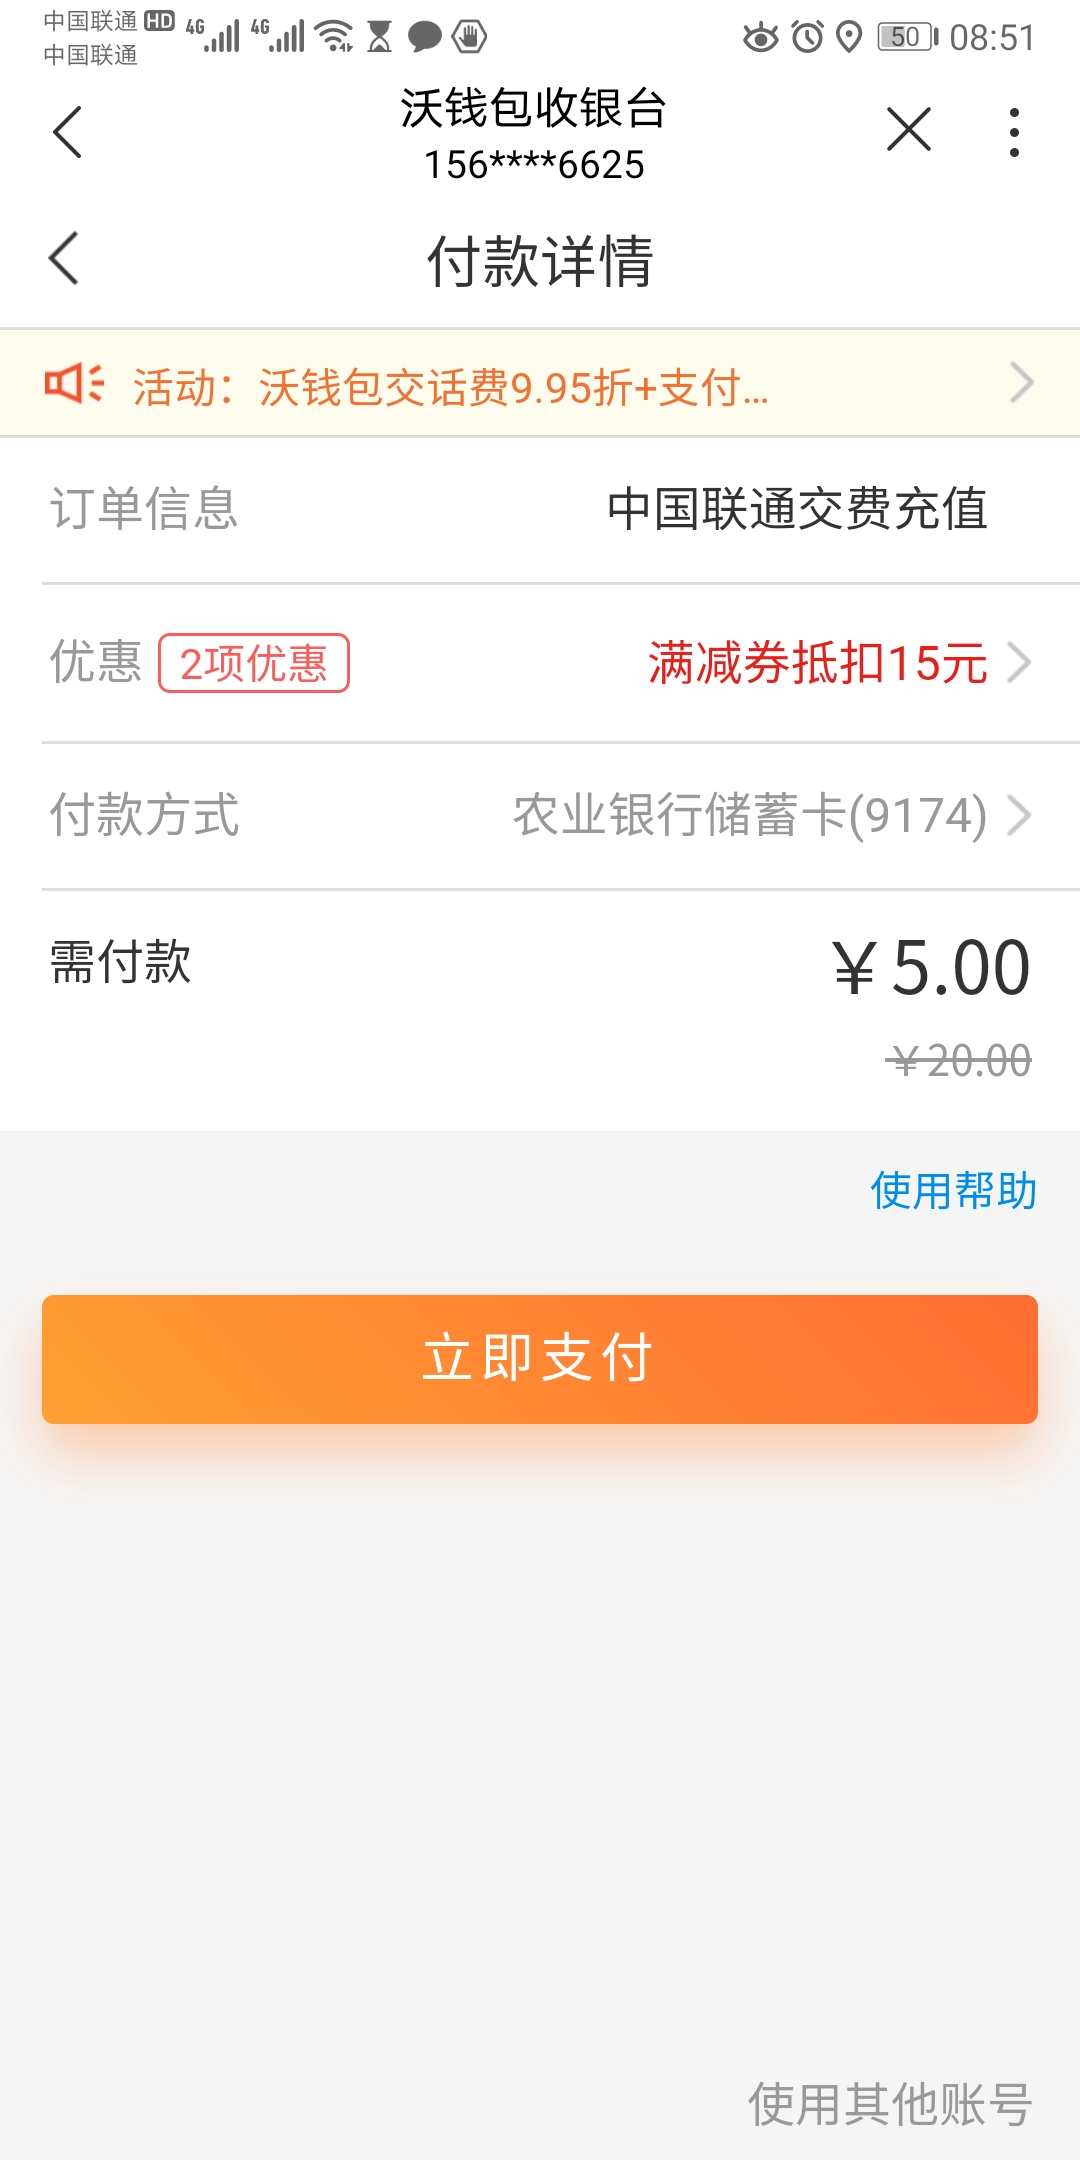 中国联通 HD 4G 4G 50 08:51
中国联通
沃钱包收银台
156****6625
付款详情
活动：沃钱包交话费9.95折+支付...
订单信息 中国联通交费充值
优惠 2项优惠 满减券抵扣15元
付款方式 农业银行储蓄卡(9174)
需付款 ￥5.00
￥20.00
使用帮助
立即支付
使用其他账号